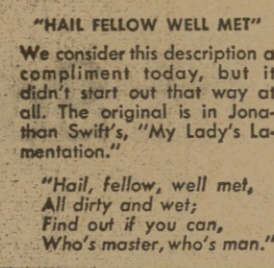 "HAIL FELLOW WELL MET"
We consider this description a
compliment today, but it
didn't start out that way at
all. The original is in Jona-
than Swift's, "My Lady's La-
mentation."
"Hail, fellow, well met,
All dirty and wet;
Find out if you can,
Who's master, who's man."